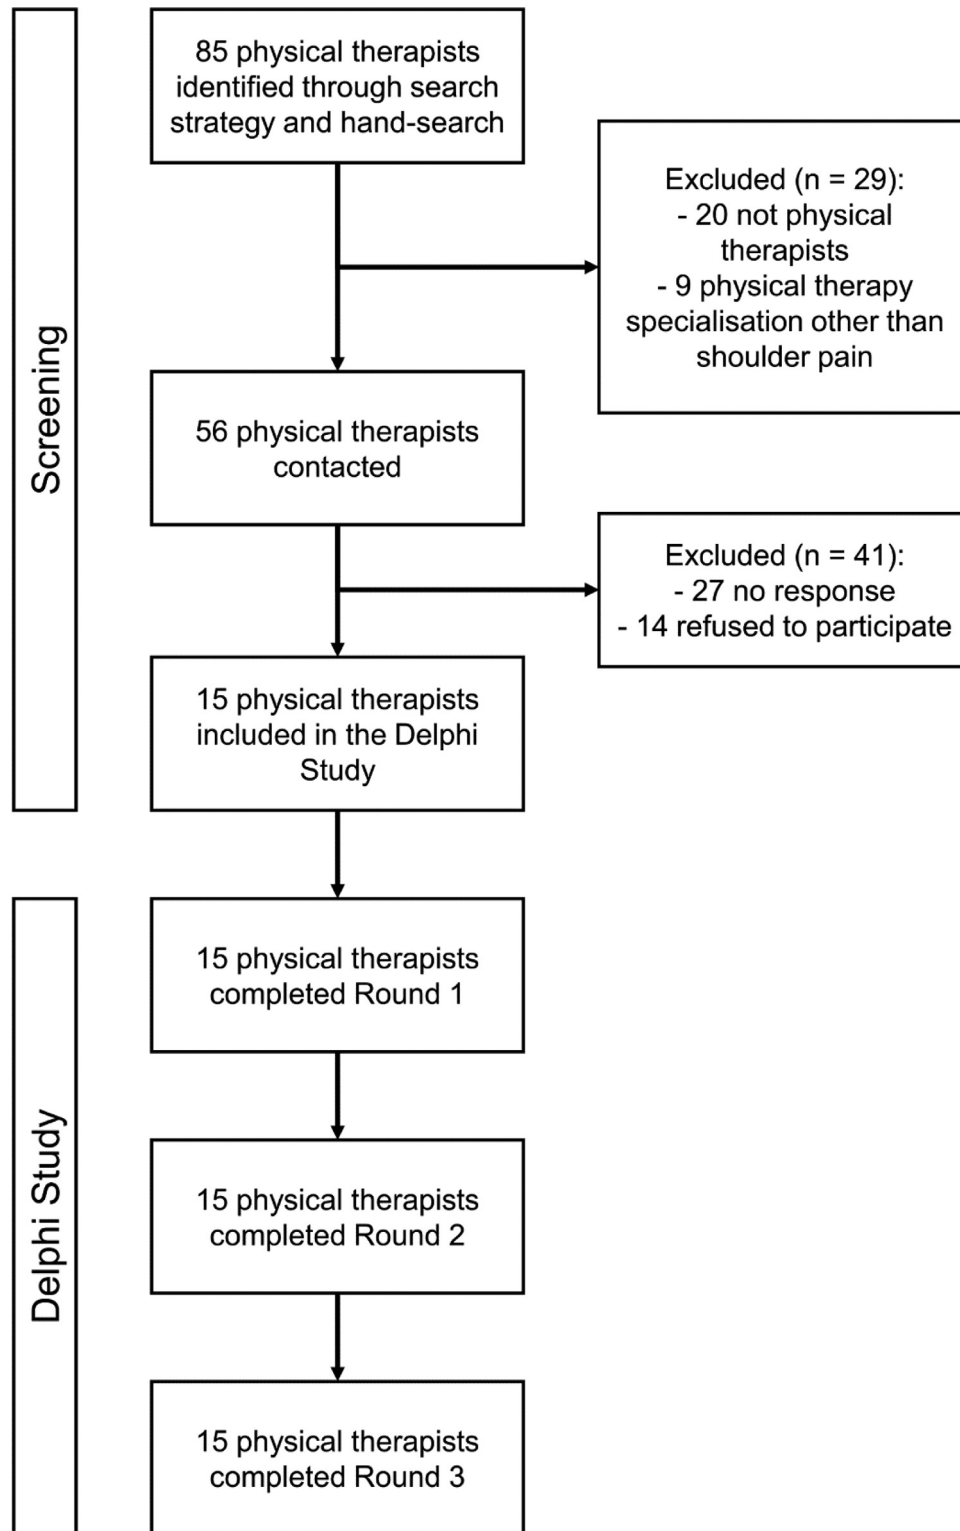 Screening
85 physical therapists
identified through search
strategy and hand-search
Excluded (n = 29):
- 20 not physical
therapists
- 9 physical therapy
specialisation other than
shoulder pain
56 physical therapists
contacted
Excluded (n = 41):
- 27 no response
- 14 refused to participate
15 physical therapists
included in the Delphi
Study
Delphi Study
15 physical therapists
completed Round 1
15 physical therapists
completed Round 2
15 physical therapists
completed Round 3